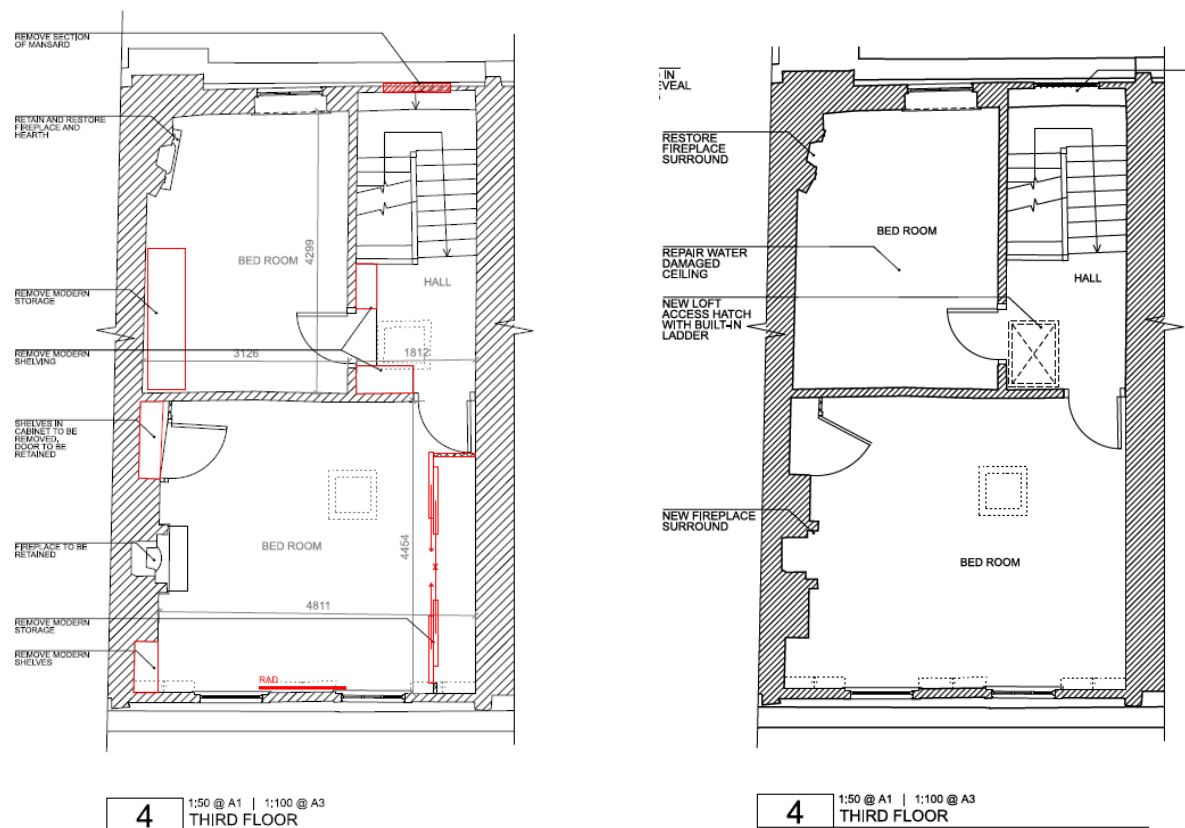 REMOVE SECTION
OF MANSARD
RETAIN AND RESTORE
FIREPLACE AND
HEARTH
BED ROOM
4299
HALL
REMOVE MODERN
STORAGE
REMOVE MODERN
SHELVING
3126
1812
SHELVES IN
CABINET TO BE
REMOVED,
DOOR TO BE
RETAINED
FIREPLACE TO BE
RETAINED
BED ROOM
4454
4811
REMOVE MODERN
STORAGE
REMOVE MODERN
SHELVES
RAD
4
1:50 @ A1 | 1:100 @ A3
THIRD FLOOR
IN
EVEAL
RESTORE
FIREPLACE
SURROUND
BED ROOM
REPAIR WATER
DAMAGED
CEILING
HALL
NEW LOFT
ACCESS HATCH
WITH BUILT-IN
LADDER
NEW FIREPLACE
SURROUND
BED ROOM
4
1:50 @ A1 | 1:100 @ A3
THIRD FLOOR